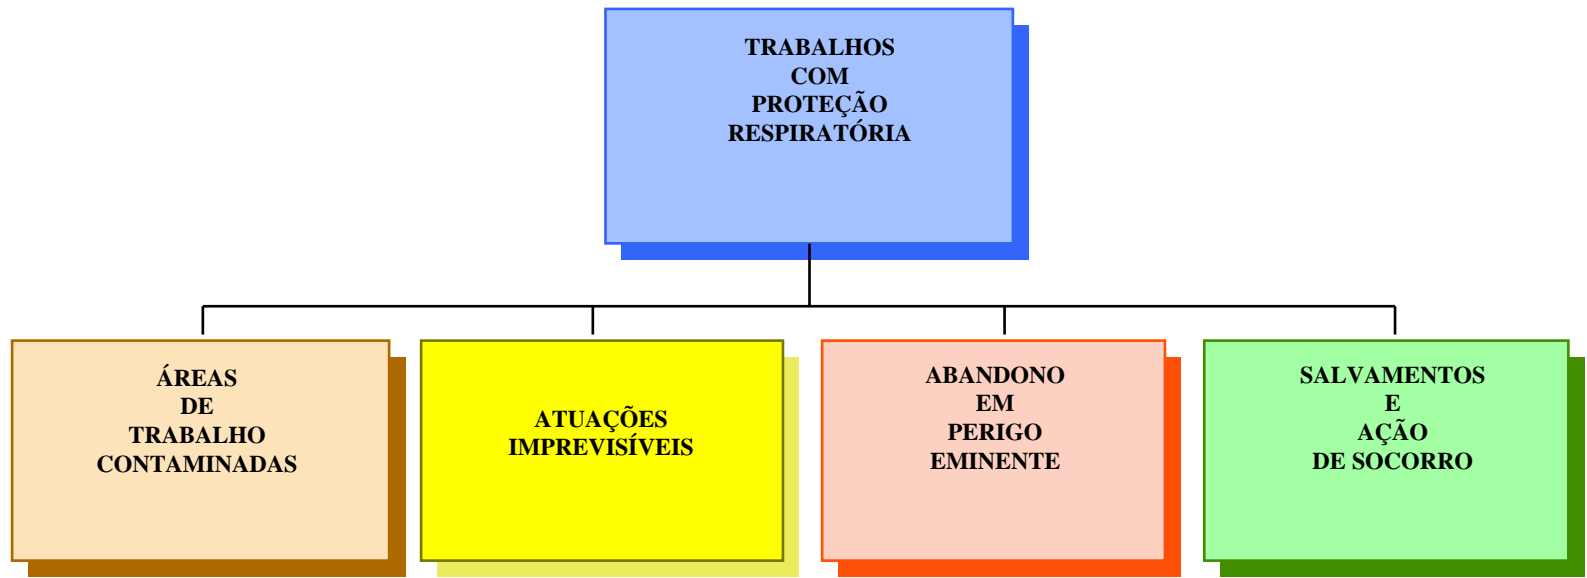 TRABALHOS
COM
PROTEÇÃO
RESPIRATÓRIA
ÁREAS
DE
TRABALHO
CONTAMINADAS
ATUAÇÕES
IMPREVISÍVEIS
ABANDONO
EM
PERIGO
EMINENTE
SALVAMENTOS
E
AÇÃO
DE SOCORRO